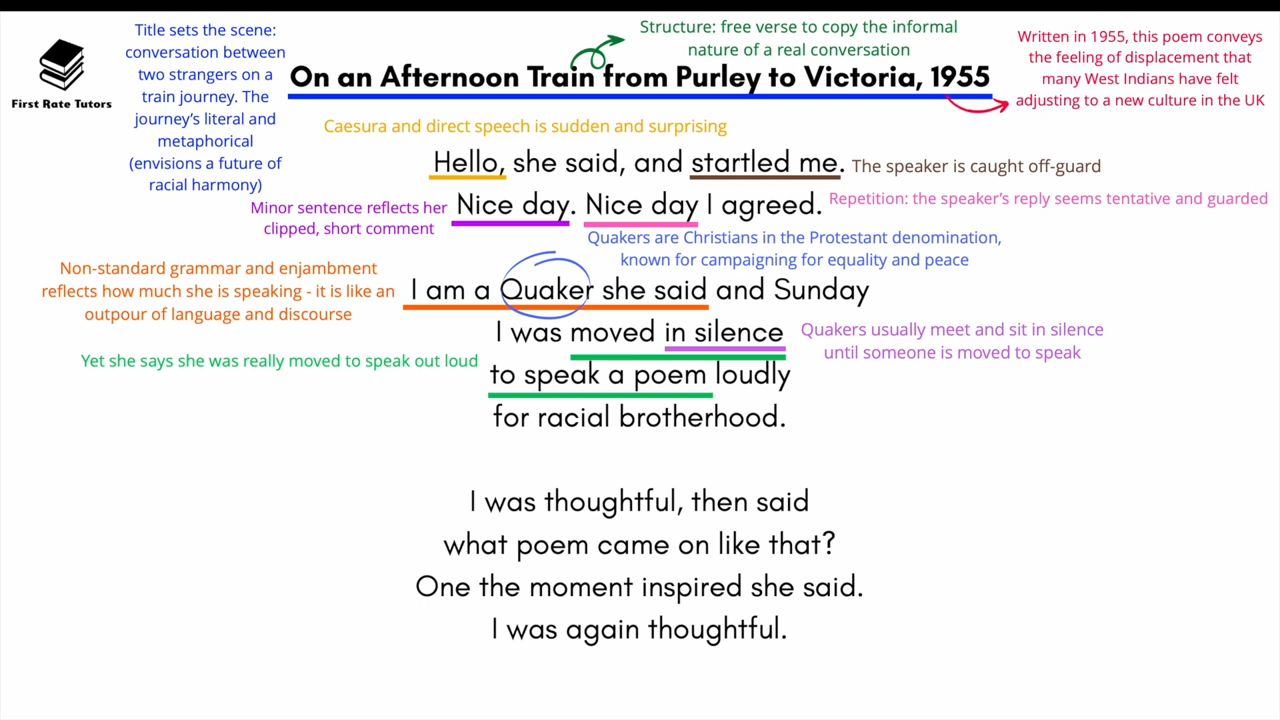 Title sets the scene:
conversation between
two strangers on a
train journey. The
journey's literal and
metaphorical
(envisions a future of
racial harmony)
First Rate Tutors
Structure: free verse to copy the informal
nature of a real conversation
Written in 1955, this poem conveys
the feeling of displacement that
many West Indians have felt
adjusting to a new culture in the UK
On an Afternoon Train from Purley to Victoria, 1955
Caesura and direct speech is sudden and surprising
Hello, she said, and startled me.
The speaker is caught off-guard
Nice day. Nice day I agreed.
Minor sentence reflects her
clipped, short comment
Repetition: the speaker's reply seems tentative and guarded
Quakers are Christians in the Protestant denomination,
known for campaigning for equality and peace
Non-standard grammar and enjambment
reflects how much she is speaking - it is like an
outpour of language and discourse
I am a Quaker she said and Sunday
I was moved in silence
Quakers usually meet and sit in silence
until someone is moved to speak
Yet she says she was really moved to speak out loud
to speak a poem loudly
for racial brotherhood.
I was thoughtful, then said
what poem came on like that?
One the moment inspired she said.
I was again thoughtful.